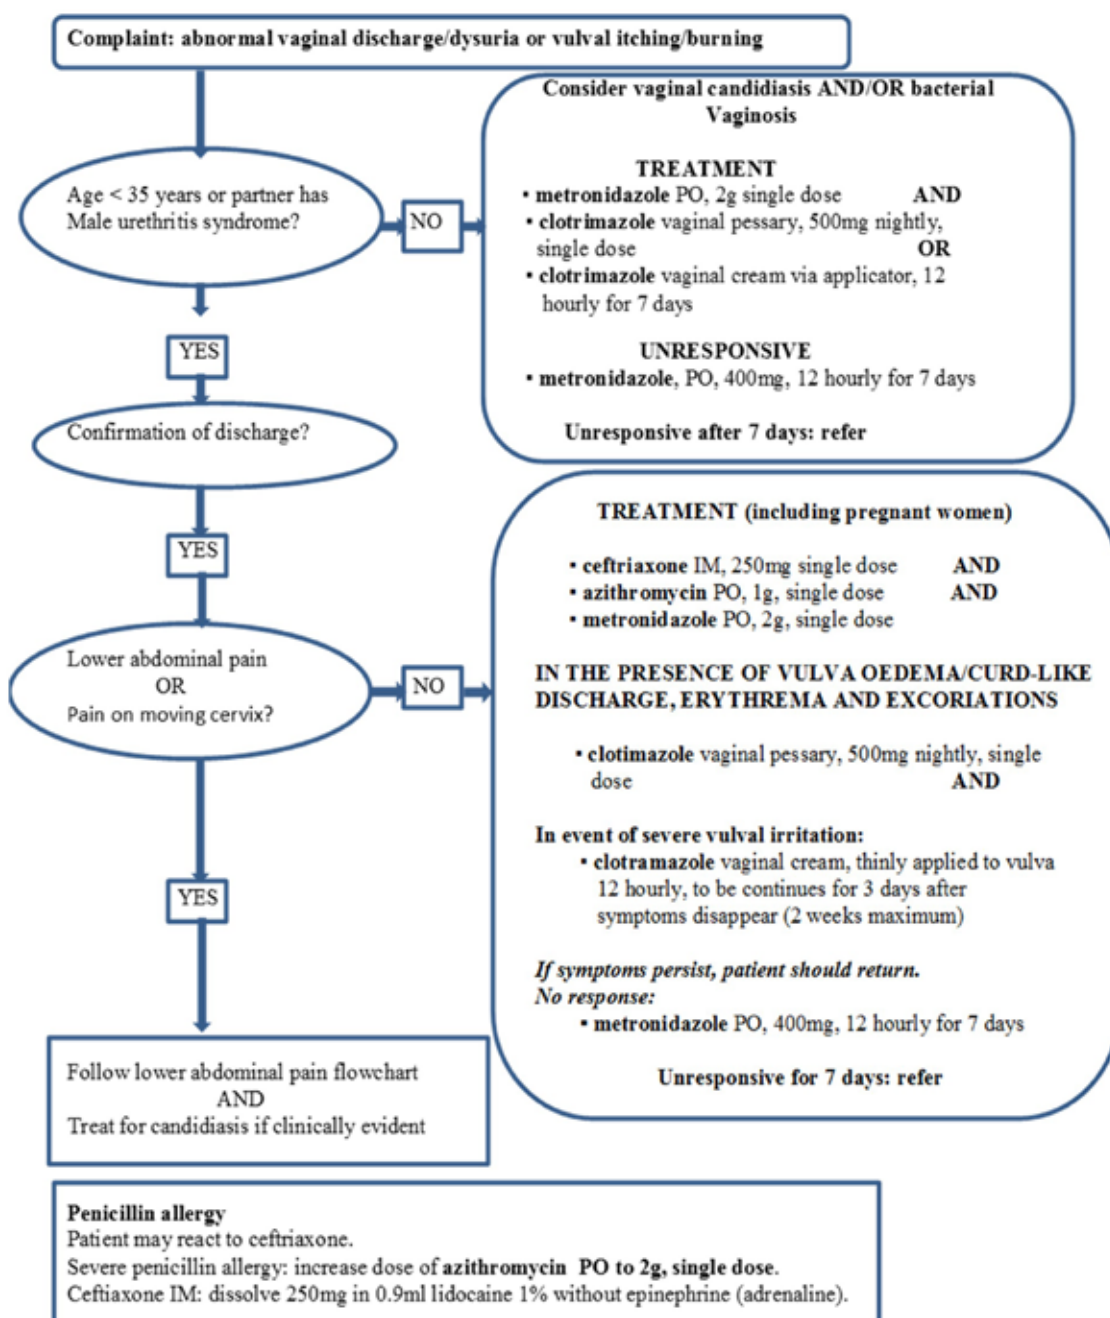 Complaint: abnormal vaginal discharge/dysuria or vulval itching/burning
Age < 35 years or partner has
Male urethritis syndrome?
NO
Consider vaginal candidiasis AND/OR bacterial
Vaginosis
TREATMENT
▪ metronidazole PO, 2g single dose AND
▪ clotrimazole vaginal pessary, 500mg nightly,
single dose OR
▪ clotrimazole vaginal cream via applicator, 12
hourly for 7 days
UNRESPONSIVE
▪ metronidazole, PO, 400mg, 12 hourly for 7 days
Unresponsive after 7 days: refer
YES
Confirmation of discharge?
YES
Lower abdominal pain
OR
Pain on moving cervix?
NO
TREATMENT (including pregnant women)
▪ ceftriaxone IM, 250mg single dose AND
▪ azithromycin PO, 1g, single dose AND
▪ metronidazole PO, 2g, single dose
IN THE PRESENCE OF VULVA OEDEMA/CURD-LIKE
DISCHARGE, ERYTHREMA AND EXCORIATIONS
▪ clotimazole vaginal pessary, 500mg nightly, single
dose AND
In event of severe vulval irritation:
▪ clotramazole vaginal cream, thinly applied to vulva
12 hourly, to be continues for 3 days after
symptoms disappear (2 weeks maximum)
If symptoms persist, patient should return.
No response:
▪ metronidazole PO, 400mg, 12 hourly for 7 days
Unresponsive for 7 days: refer
YES
Follow lower abdominal pain flowchart
AND
Treat for candidiasis if clinically evident
Penicillin allergy
Patient may react to ceftriaxone.
Severe penicillin allergy: increase dose of azithromycin PO to 2g, single dose.
Ceftiaxone IM: dissolve 250mg in 0.9ml lidocaine 1% without epinephrine (adrenaline).